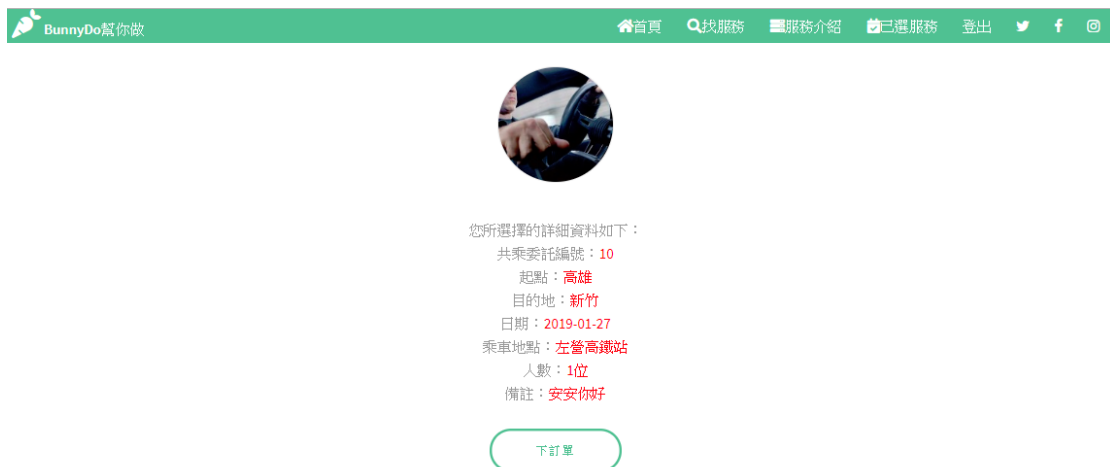 BunnyDo幫你做 首頁 找服務 服務介紹 已選服務 登出
您所選擇的詳細資料如下：
共乘委託編號：10
起點：高雄
目的地：新竹
日期：2019-01-27
乘車地點：左營高鐵站
人數：1位
備註：安安你好
下訂單